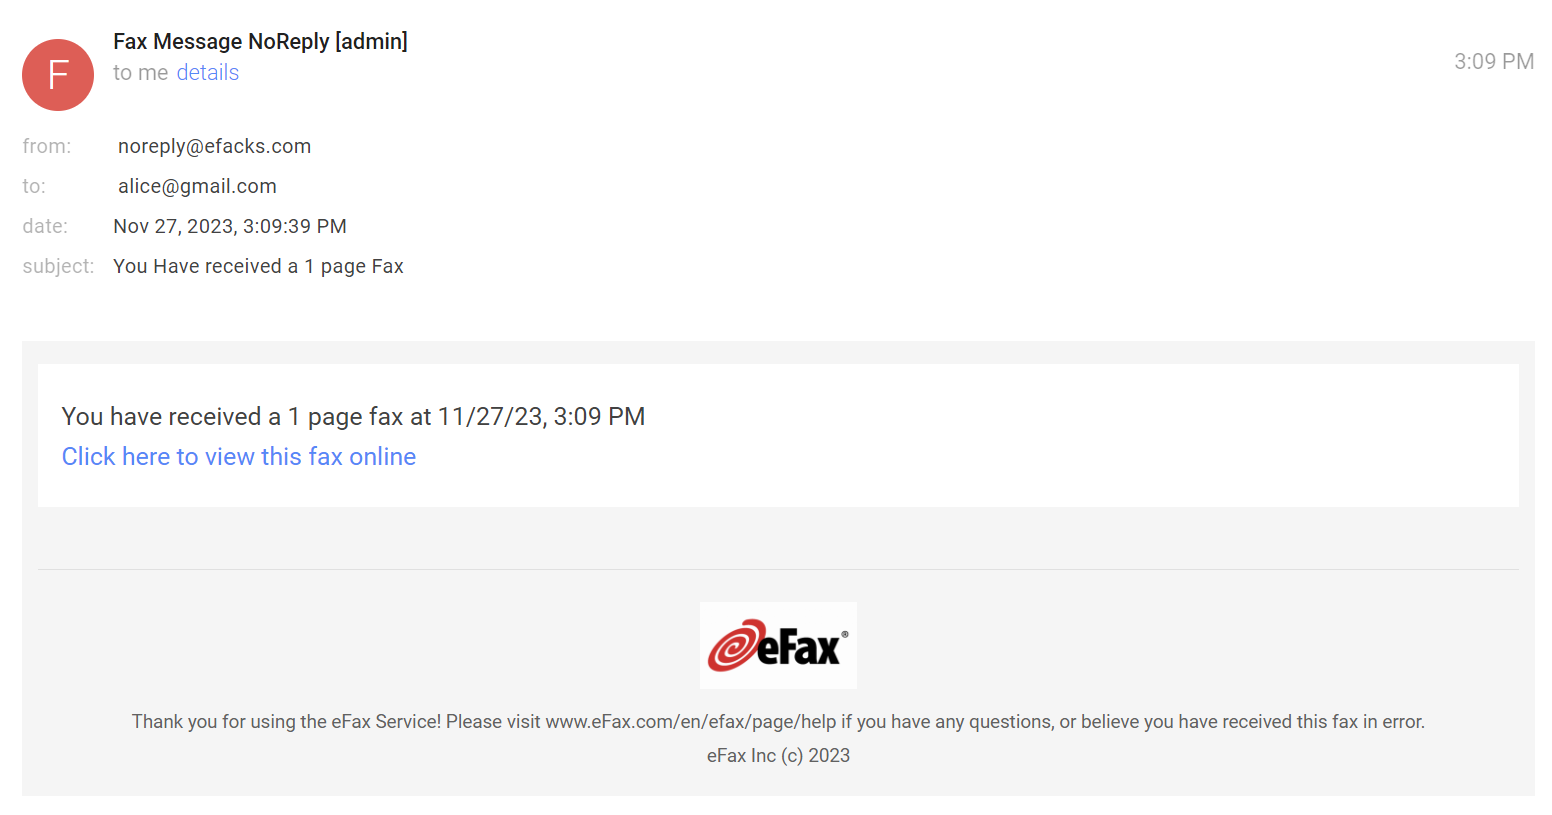 F
Fax Message NoReply [admin]
3:09 PM
to me details
from: noreply@efacks.com
to: alice@gmail.com
date: Nov 27, 2023, 3:09:39 PM
subject: You Have received a 1 page Fax
You have received a 1 page fax at 11/27/23, 3:09 PM
Click here to view this fax online
eFax®
Thank you for using the eFax Service! Please visit www.eFax.com/en/efax/page/help if you have any questions, or believe you have received this fax in error.
eFax Inc (c) 2023